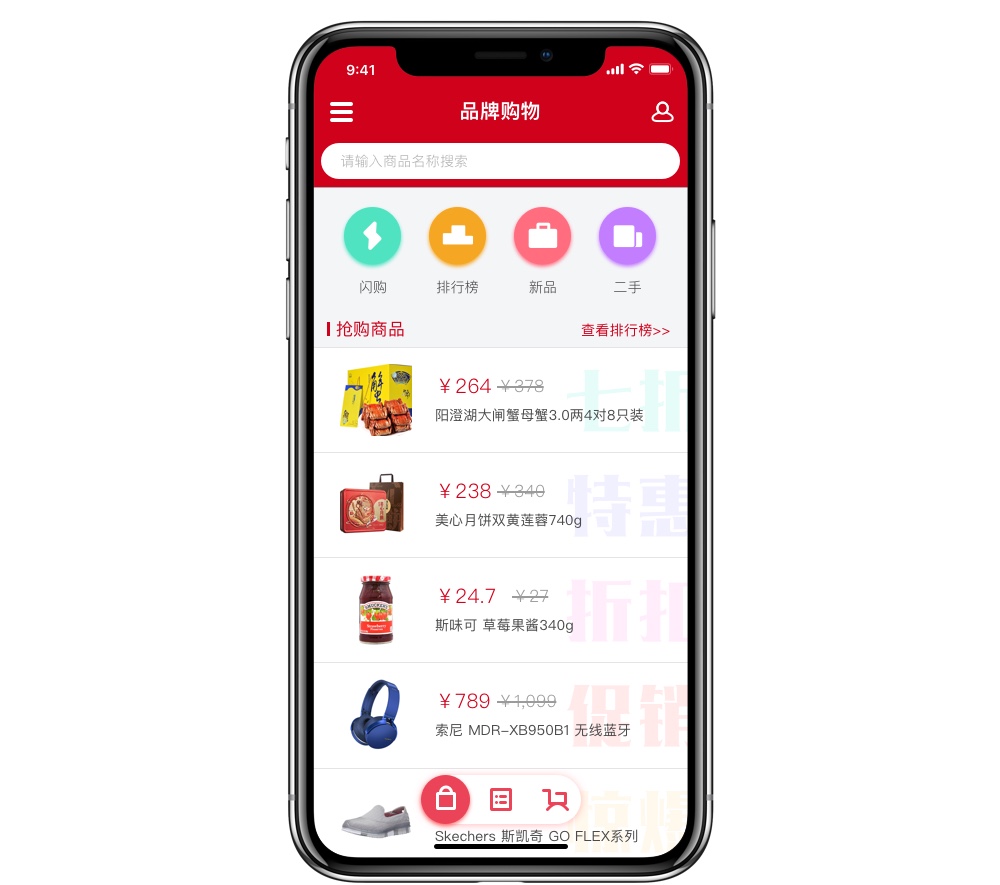 9:41
品牌购物
请输入商品名称搜索
闪购 排行榜 新品 二手
抢购商品 查看排行榜>>
￥264 ￥378
七折
阳澄湖大闸蟹母蟹3.0两4对8只装
￥238 ￥340
特惠
美心月饼双黄莲蓉740g
￥24.7 ￥27
折扣
斯味可 草莓果酱340g
SMUCKER'S
￥789 ￥1,099
促销
索尼 MDR-XB950B1 无线蓝牙
Skechers 斯凯奇 GO FLEX系列